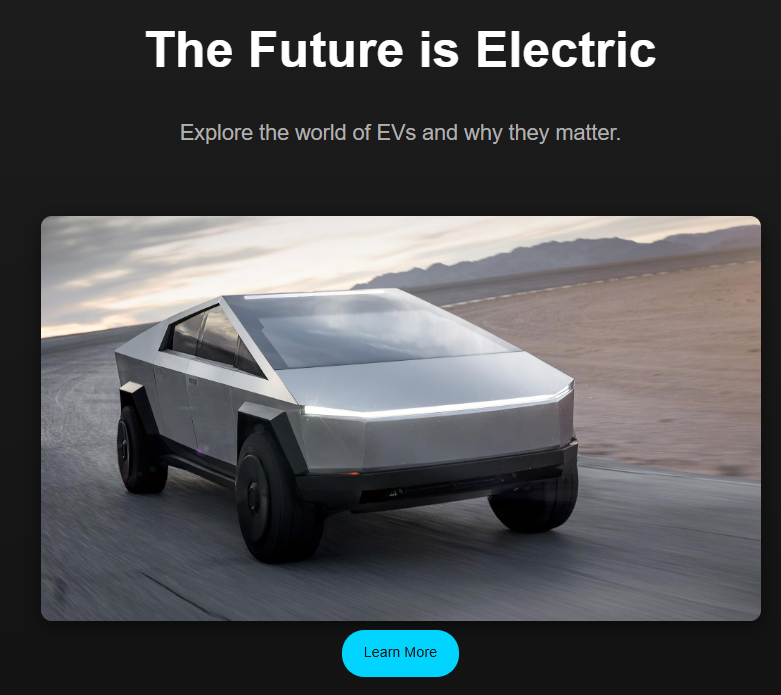 The Future is Electric
Explore the world of EVs and why they matter.
Learn More